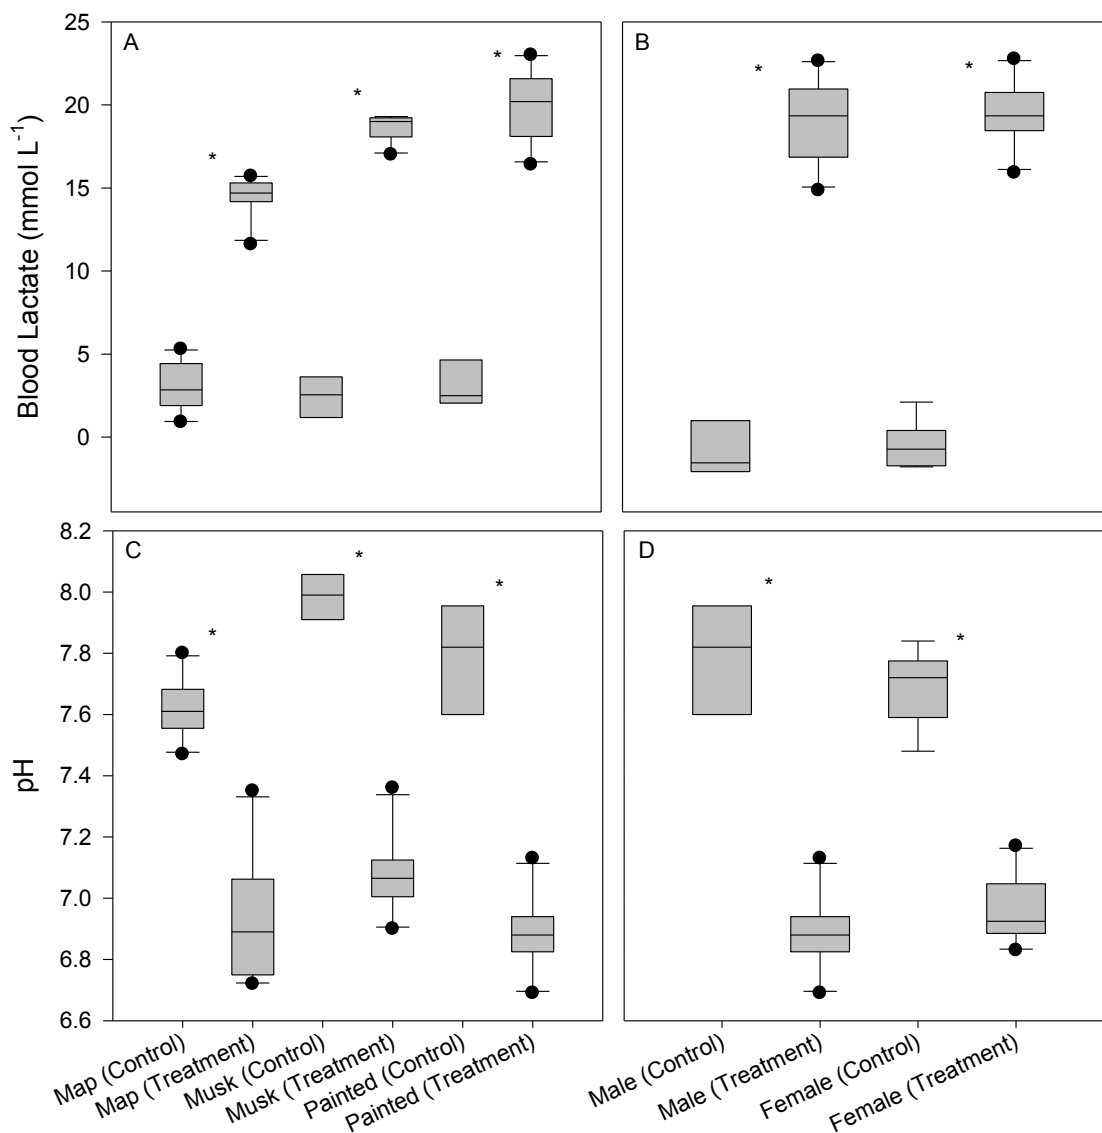 A
B
25
20
15
10
5
0
Blood Lactate (mmol L⁻¹)
*
*
*
*
*
C
D
8.2
8.0
7.8
7.6
7.4
7.2
7.0
6.8
6.6
pH
*
*
*
*
*
Map (Control)
Map (Treatment)
Musk (Control)
Musk (Treatment)
Painted (Control)
Painted (Treatment)
Male (Control)
Male (Treatment)
Female (Control)
Female (Treatment)